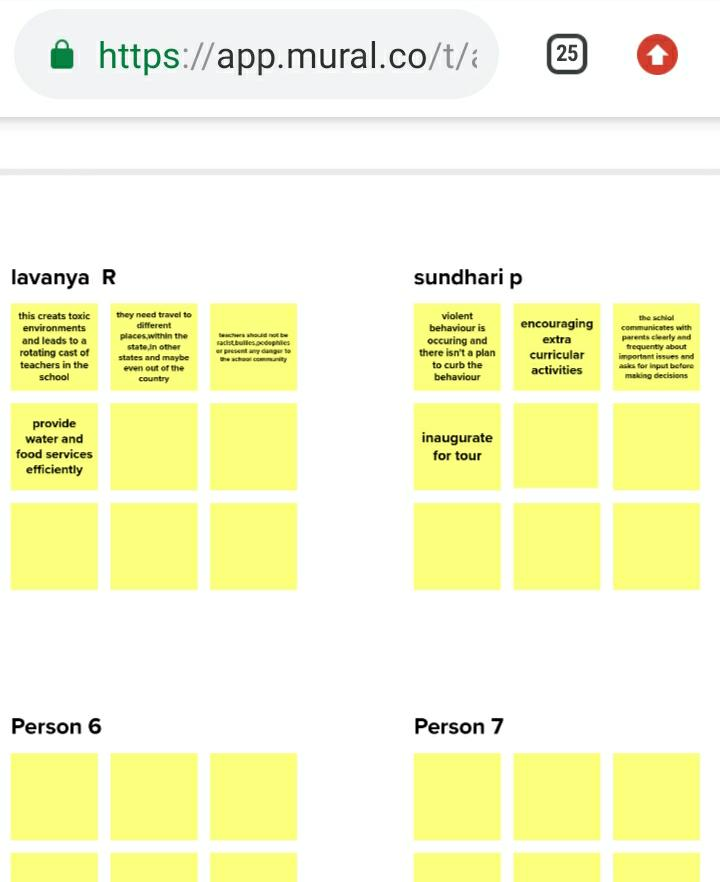 https://app.mural.co/t/
25
lavanya R
this creats toxic
environments
and leads to a
rotating cast of
teachers in the
school
they need travel to
different
places,within the
state,in other
states and maybe
even out of the
country
teachers should not be
racist,bullies,pedophiles
or present any danger to
the school community
provide
water and
food services
efficiently
sundhari p
violent
behaviour is
occuring and
there isn't a plan
to curb the
behaviour
encouraging
extra
curricular
activities
the schlol
communicates with
parents clearly and
frequently about
important issues and
asks for input before
making decisions
inaugurate
for tour
Person 6
Person 7